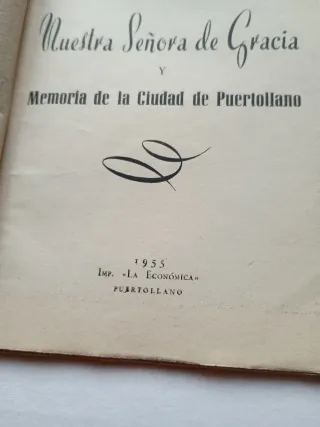 Nuestra Señora de Gracia
Y
Memoria de la Ciudad de Puertollano
1955
IMP. «LA ECONÓMICA»
PUERTOLLANO